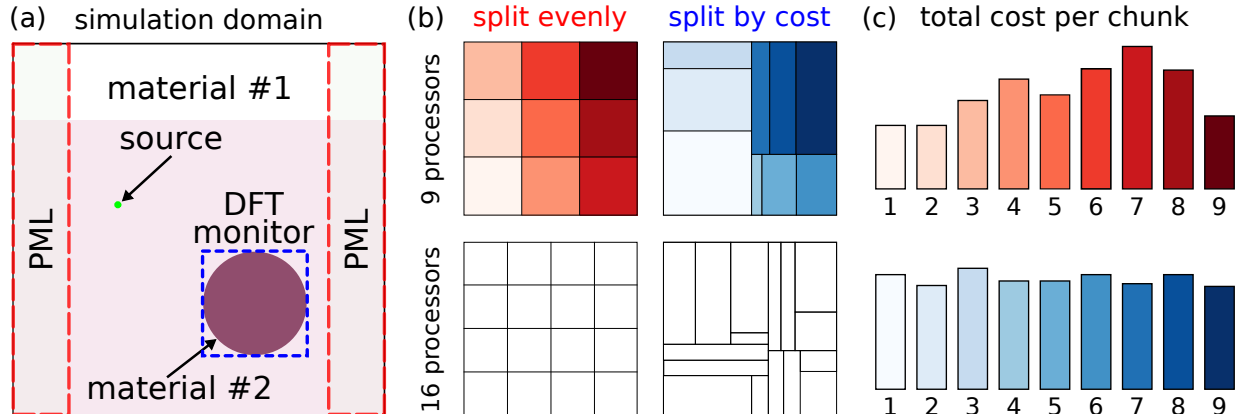 (a) simulation domain
material #1
source
DFT
monitor
PML
PML
material #2
(b) split evenly split by cost
9 processors
16 processors
(c) total cost per chunk
1 2 3 4 5 6 7 8 9
1 2 3 4 5 6 7 8 9